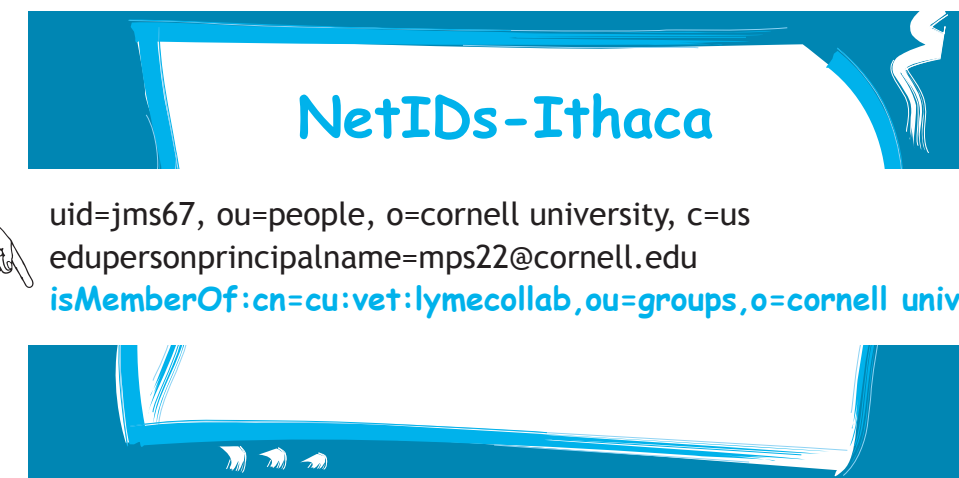 NetIDs-Ithaca
uid=jms67, ou=people, o=cornell university, c=us
edupersonprincipalname=mps22@cornell.edu
isMemberOf:cn=cu:vet:lymecollab,ou=groups,o=cornell univ